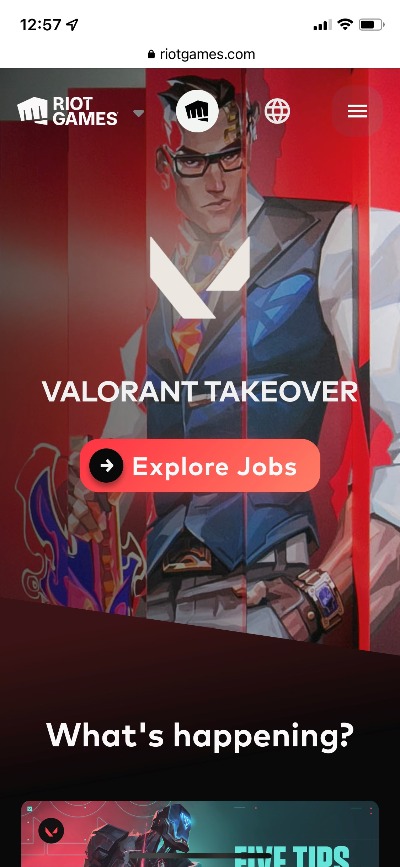 12:57
riotgames.com
RIOT
GAMES
VALORANT TAKEOVER
Explore Jobs
What's happening?
FIVE TIPS